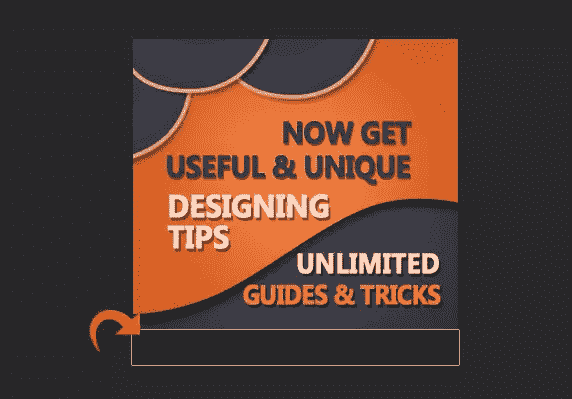 NOW GET
USEFUL & UNIQUE
DESIGNING
TIPS
UNLIMITED
GUIDES & TRICKS